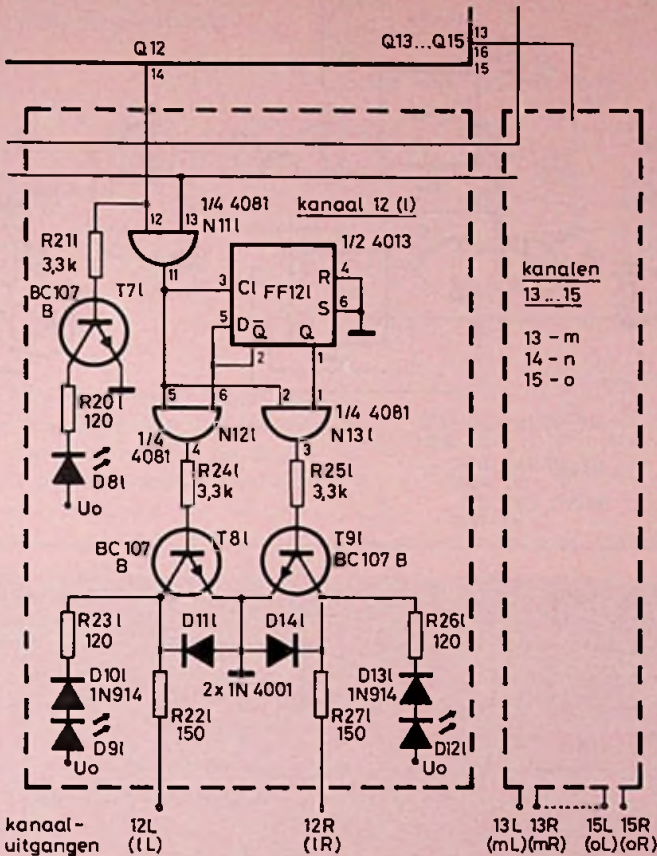 Q12
Q13...Q15
13
16
15
14
1/4 4081
N11l
kanaal 12 (l)
1/2 4013
12
13
11
R21l
3,3k
BC107
B
T7l
3
Cl
FF12l
R
4
S
6
5
D
Q
Q
2
1
kanalen
13...15
13 - m
14 - n
15 - o
R20l
120
D8l
Uo
5
6
2
1
1/4 4081
N12l
N13l
1/4
4081
4
3
R24l
3,3k
R25l
3,3k
BC107
B
T8l
T9l
BC107 B
R23l
120
D11l
D14l
R26l
120
D10l
1N914
2x 1N 4001
D13l
1N914
D9l
R22l
150
R27l
150
D12l
Uo
Uo
kanaal-
uitgangen
12L
(lL)
12R
(lR)
13L 13R 15L 15R
(mL) (mR) (oL) (oR)